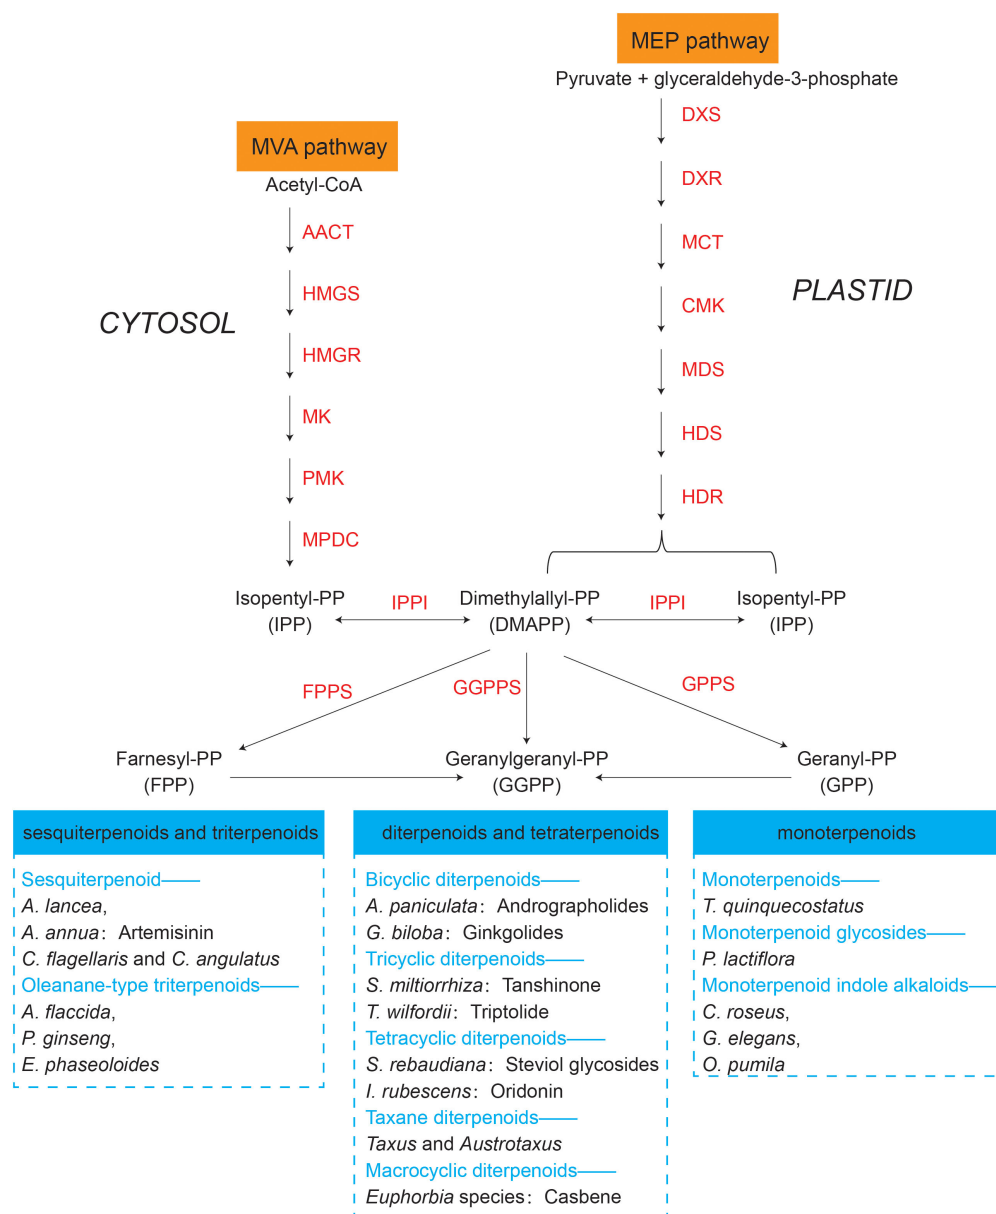 MEP pathway
Pyruvate + glyceraldehyde-3-phosphate
DXS
DXR
MCT
CMK
MDS
HDS
HDR
PLASTID
MVA pathway
Acetyl-CoA
AACT
HMGS
HMGR
MK
PMK
MPDC
CYTOSOL
Isopentyl-PP
(IPP)
IPPI
Dimethylallyl-PP
(DMAPP)
IPPI
Isopentyl-PP
(IPP)
FPPS
GGPPS
GPPS
Farnesyl-PP
(FPP)
Geranylgeranyl-PP
(GGPP)
Geranyl-PP
(GPP)
sesquiterpenoids and triterpenoids
Sesquiterpenoid——
A. lancea,
A. annua: Artemisinin
C. flagellaris and C. angulatus
Oleanane-type triterpenoids——
A. flaccida,
P. ginseng,
E. phaseoloides
diterpenoids and tetraterpenoids
Bicyclic diterpenoids——
A. paniculata: Andrographolides
G. biloba: Ginkgolides
Tricyclic diterpenoids——
S. miltiorrhiza: Tanshinone
T. wilfordii: Triptolide
Tetracyclic diterpenoids——
S. rebaudiana: Steviol glycosides
I. rubescens: Oridonin
Taxane diterpenoids——
Taxus and Austrotaxus
Macrocyclic diterpenoids——
Euphorbia species: Casbene
monoterpenoids
Monoterpenoids——
T. quinquecostatus
Monoterpenoid glycosides——
P. lactiflora
Monoterpenoid indole alkaloids——
C. roseus,
G. elegans,
O. pumila